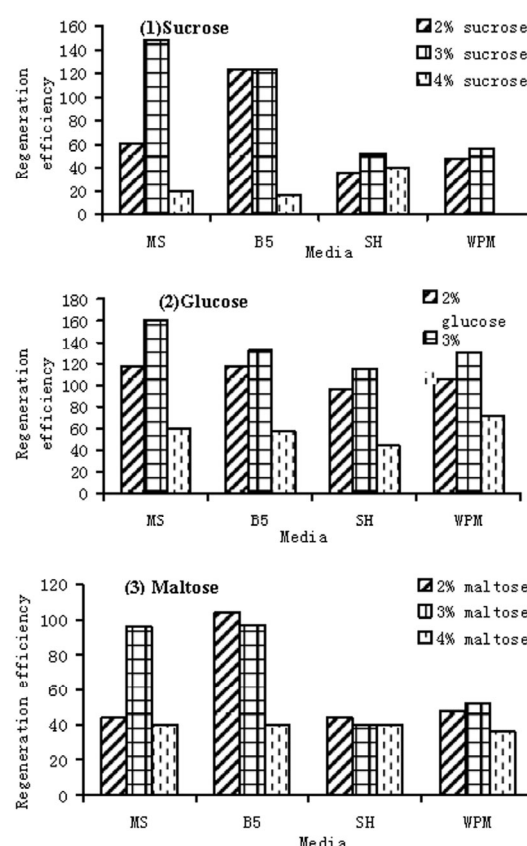 (1)Sucrose
2% sucrose
3% sucrose
4% sucrose
Regeneration
efficiency
160
140
120
100
80
60
40
20
0
MS B5 SH WPM
Media
(2)Glucose
2%
glucose
3%
Regeneration
efficiency
180
160
140
120
100
80
60
40
20
0
MS B5 SH WPM
Media
(3) Maltose
2% maltose
3% maltose
4% maltose
Regeneration efficiency
120
100
80
60
40
20
0
MS B5 SH WPM
Media